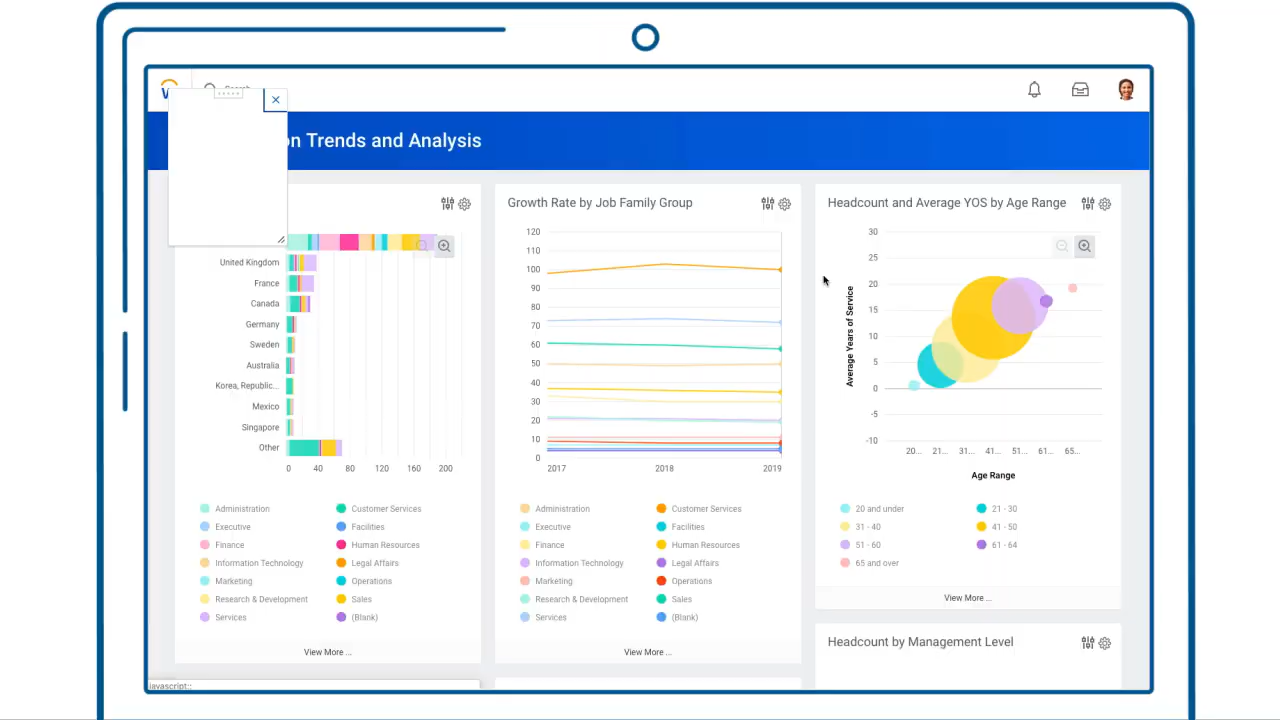 on Trends and Analysis
United Kingdom
France
Canada
Germany
Sweden
Australia
Korea, Republic...
Mexico
Singapore
Other
0 40 80 120 160 200
Administration Customer Services
Executive Facilities
Finance Human Resources
Information Technology Legal Affairs
Marketing Operations
Research & Development Sales
Services (Blank)
View More ...
Growth Rate by Job Family Group
120
110
100
90
80
70
60
50
40
30
20
10
0
2017 2018 2019
Administration Customer Services
Executive Facilities
Finance Human Resources
Information Technology Legal Affairs
Marketing Operations
Research & Development Sales
Services (Blank)
View More ...
Headcount and Average YOS by Age Range
Average Years of Service
30
25
20
15
10
5
0
-5
-10
20... 21... 31... 41... 51... 61... 65...
Age Range
20 and under 21 - 30
31 - 40 41 - 50
51 - 60 61 - 64
65 and over
View More ...
Headcount by Management Level
javascript:;